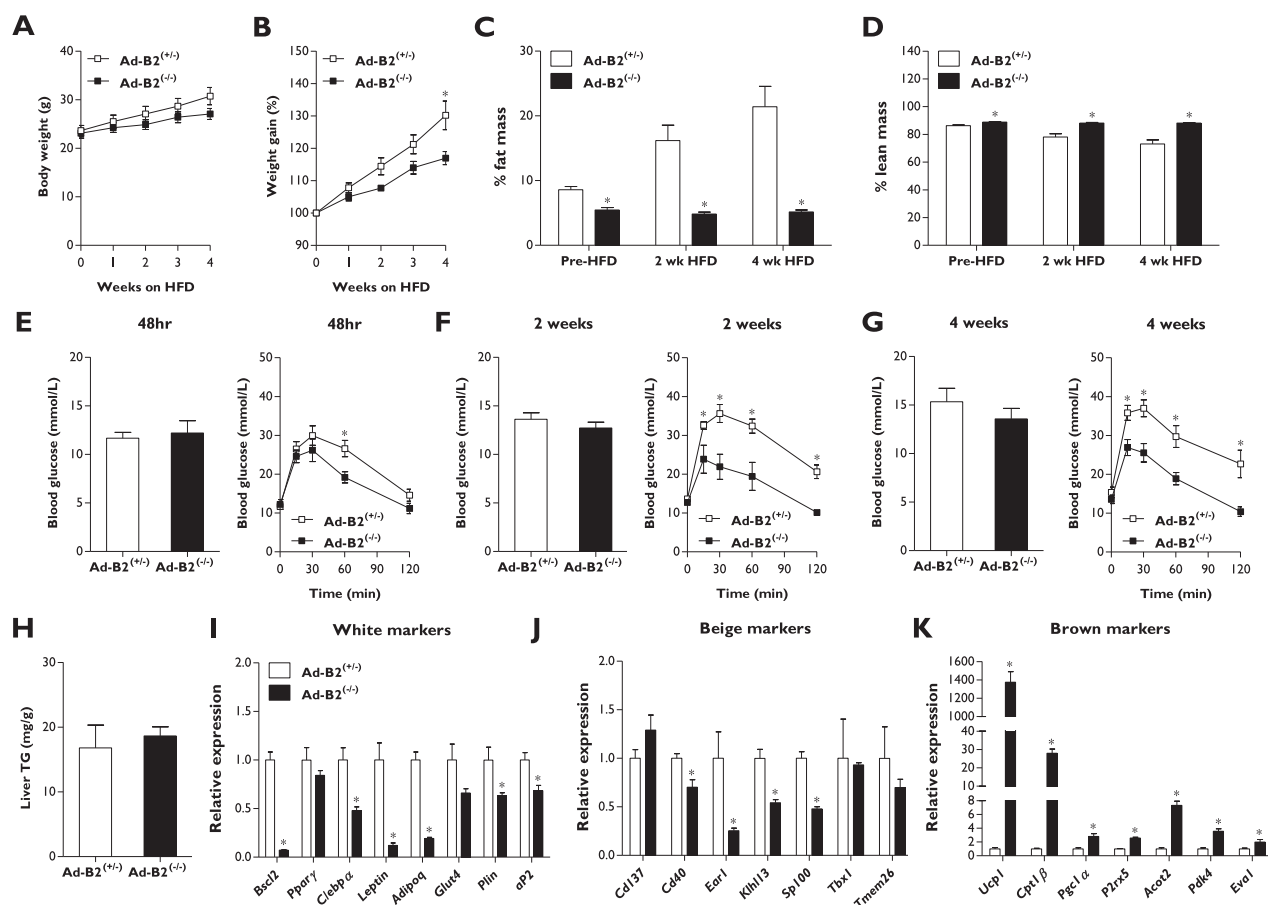 A
Ad-B2(+/-)
Ad-B2(-/-)
Body weight (g)
40
30
20
10
0
0 1 2 3 4
Weeks on HFD
B
Ad-B2(+/-)
Ad-B2(-/-)
*
Weight gain (%)
150
140
130
120
110
100
90
0 1 2 3 4
Weeks on HFD
C
Ad-B2(+/-)
Ad-B2(-/-)
% fat mass
30
20
10
0
* * *
Pre-HFD 2 wk HFD 4 wk HFD
D
Ad-B2(+/-)
Ad-B2(-/-)
% lean mass
140
120
100
80
60
40
20
0
* * *
Pre-HFD 2 wk HFD 4 wk HFD
E
48hr
Blood glucose (mmol/L)
20
15
10
5
0
Ad-B2(+/-) Ad-B2(-/-)
48hr
Blood glucose (mmol/L)
50
40
30
20
10
0
*
Ad-B2(+/-)
Ad-B2(-/-)
0 30 60 90 120
Time (min)
F
2 weeks
Blood glucose (mmol/L)
20
15
10
5
0
Ad-B2(+/-) Ad-B2(-/-)
2 weeks
Blood glucose (mmol/L)
50
40
30
20
10
0
* * * *
Ad-B2(+/-)
Ad-B2(-/-)
0 30 60 90 120
Time (min)
G
4 weeks
Blood glucose (mmol/L)
20
15
10
5
0
Ad-B2(+/-) Ad-B2(-/-)
4 weeks
Blood glucose (mmol/L)
50
40
30
20
10
0
* * * *
Ad-B2(+/-)
Ad-B2(-/-)
0 30 60 90 120
Time (min)
H
Liver TG (mg/g)
30
20
10
0
Ad-B2(+/-) Ad-B2(-/-)
I
White markers
Ad-B2(+/-)
Ad-B2(-/-)
Relative expression
2.0
1.5
1.0
0.5
0.0
* * * * * *
Bscl2 Pparγ C/ebpα Leptin Adipoq Glut4 Plin aP2
J
Beige markers
Relative expression
2.0
1.5
1.0
0.5
0.0
* * * *
Cd137 Cd40 Ear1 Klhl13 Sp100 Tbx1 Tmem26
K
Brown markers
Relative expression
1600
1400
1200
1000
40
30
20
10
8
6
4
2
0
* * * * * * *
Ucp1 Cpt1β Pgc1α P2rx5 Acot2 Pdk4 Eva1